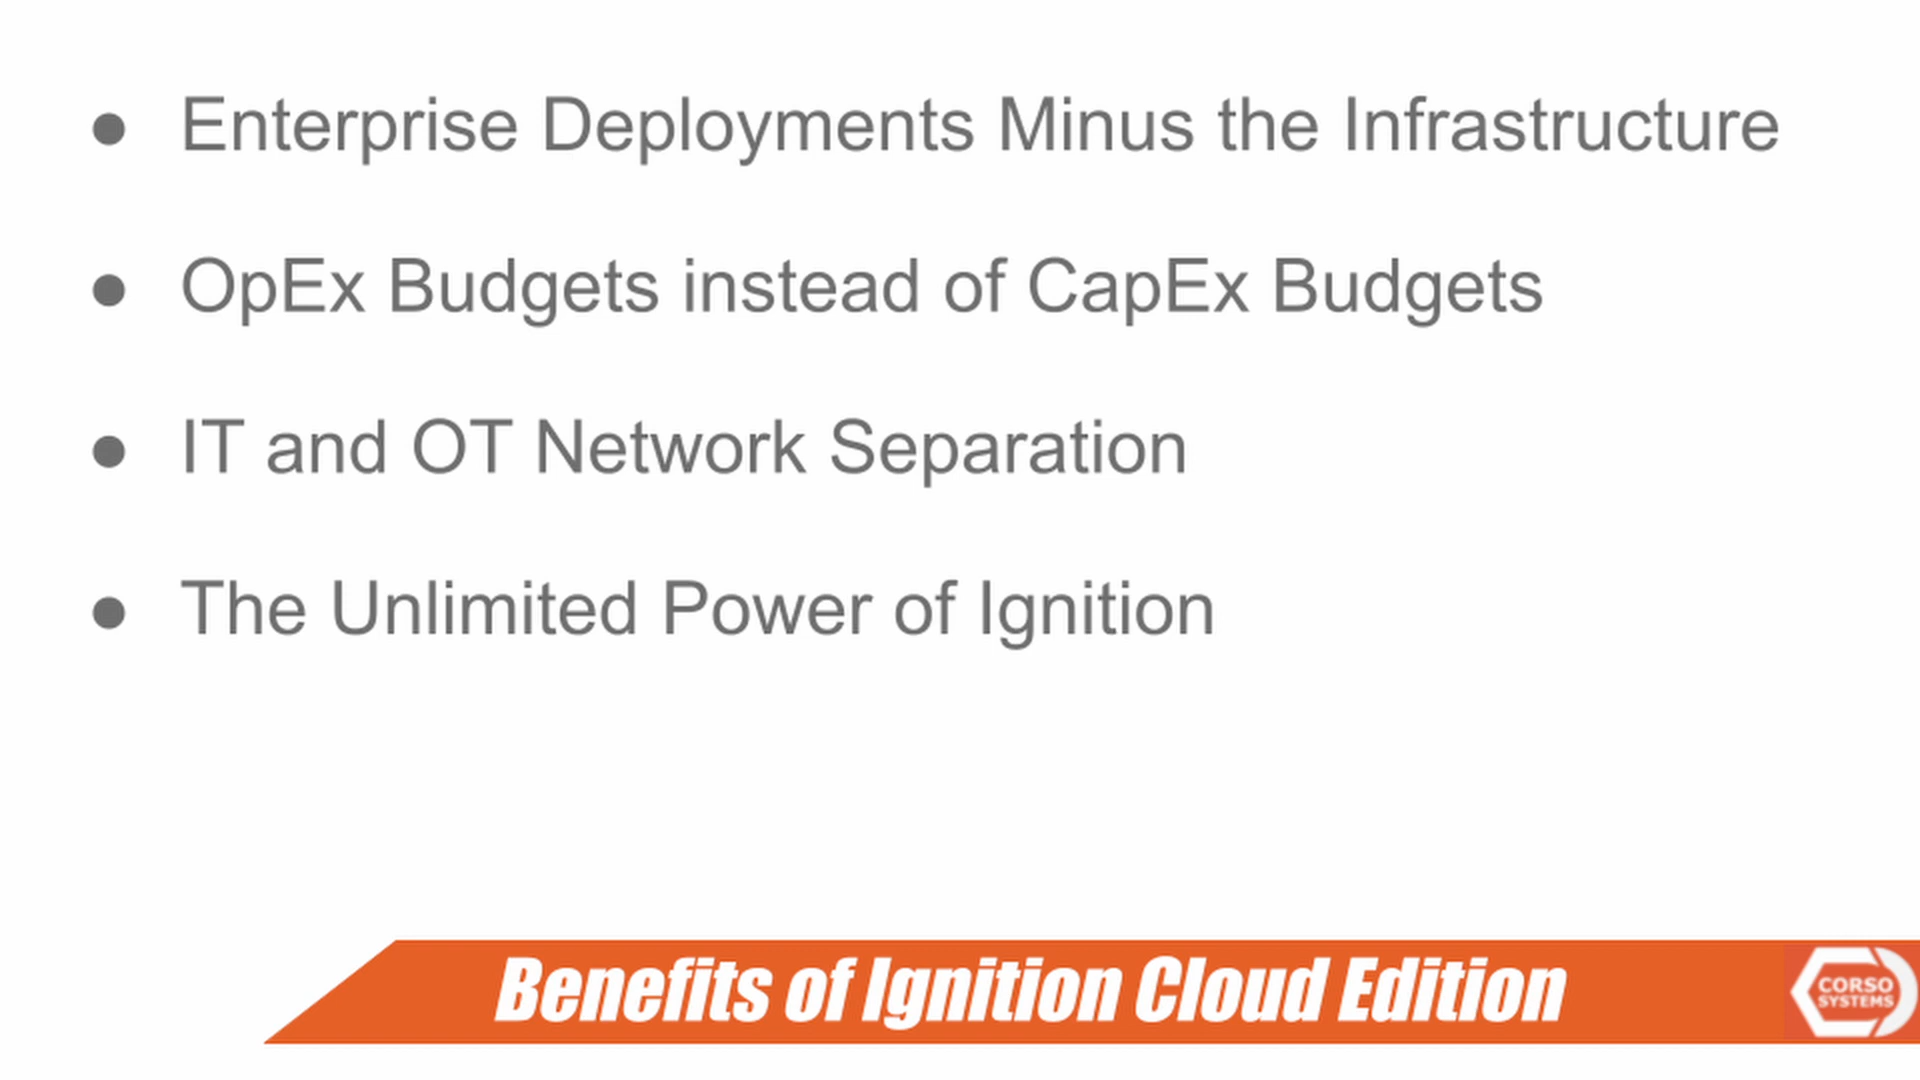 ● Enterprise Deployments Minus the Infrastructure
● OpEx Budgets instead of CapEx Budgets
● IT and OT Network Separation
● The Unlimited Power of Ignition
Benefits of Ignition Cloud Edition
CORSO
SYSTEMS